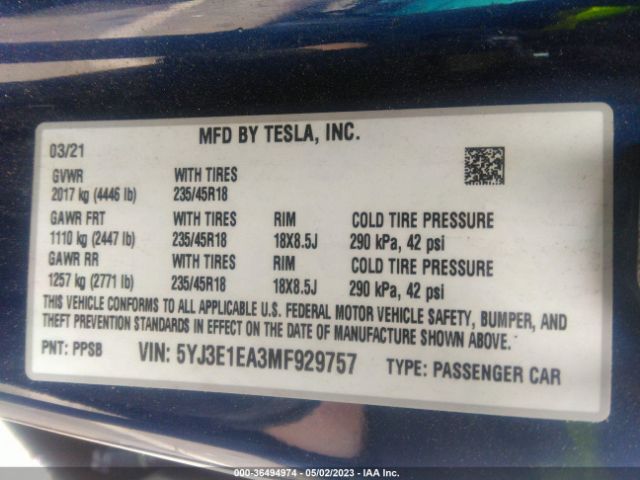 MFD BY TESLA, INC.
03/21
GVWR WITH TIRES
2017 kg (4446 lb) 235/45R18
GAWR FRT WITH TIRES RIM COLD TIRE PRESSURE
1110 kg (2447 lb) 235/45R18 18X8.5J 290 kPa, 42 psi
GAWR RR WITH TIRES RIM COLD TIRE PRESSURE
1257 kg (2771 lb) 235/45R18 18X8.5J 290 kPa, 42 psi
THIS VEHICLE CONFORMS TO ALL APPLICABLE U.S. FEDERAL MOTOR VEHICLE SAFETY, BUMPER, AND
THEFT PREVENTION STANDARDS IN EFFECT ON THE DATE OF MANUFACTURE SHOWN ABOVE.
PNT: PPSB VIN: 5YJ3E1EA3MF929757 TYPE: PASSENGER CAR
000-36494974 - 05/02/2023 - IAA Inc.